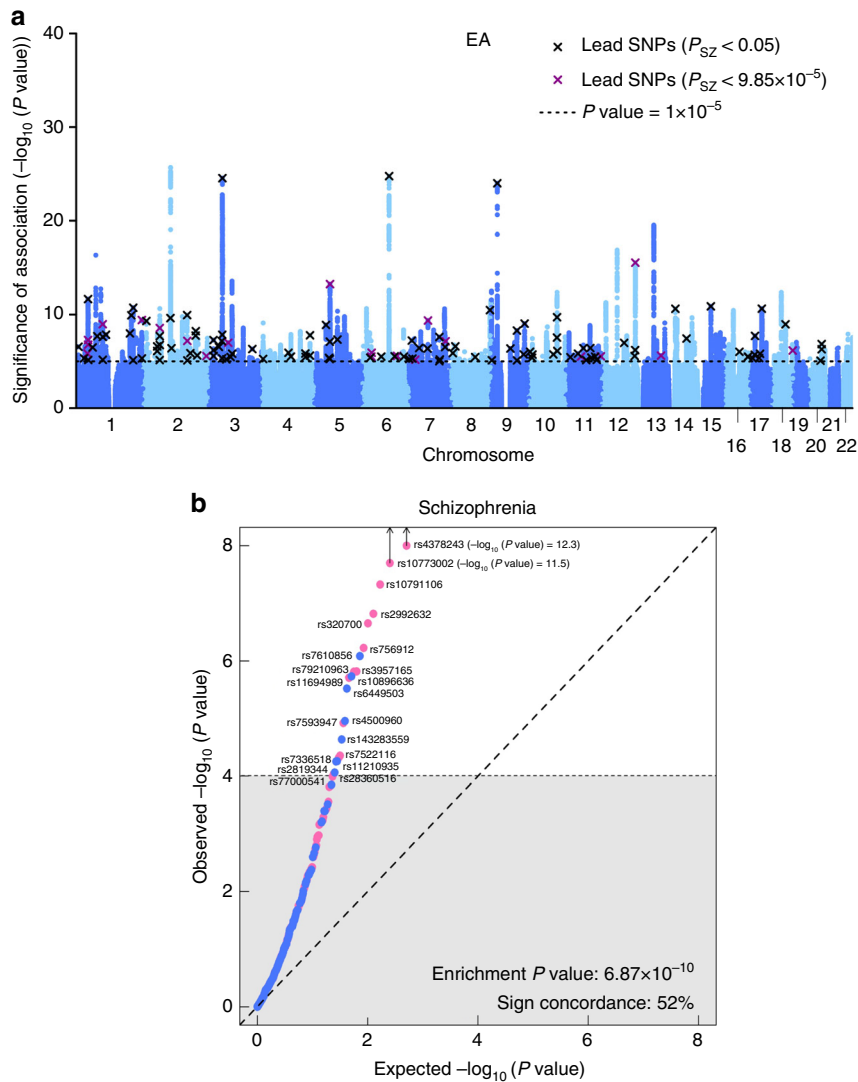 a
EA
Lead SNPs (P_SZ < 0.05)
Lead SNPs (P_SZ < 9.85×10⁻⁵)
P value = 1×10⁻⁵
Significance of association (−log₁₀ (P value))
40
30
20
10
0
1 2 3 4 5 6 7 8 9 10 11 12 13 14 15 17 18 19 21
16 20 22
Chromosome
b
Schizophrenia
rs4378243 (−log₁₀ (P value) = 12.3)
rs10773002 (−log₁₀ (P value) = 11.5)
rs10791106
rs2992632
rs320700
rs756912
rs7610856
rs79210963 rs3957165
rs11694989 rs10896636
rs6449503
rs7593947 rs4500960
rs143283559
rs7336518 rs7522116
rs2819344 rs11210935
rs77000541 rs28360516
Observed −log₁₀ (P value)
8
6
4
2
0
Enrichment P value: 6.87×10⁻¹⁰
Sign concordance: 52%
0 2 4 6 8
Expected −log₁₀ (P value)